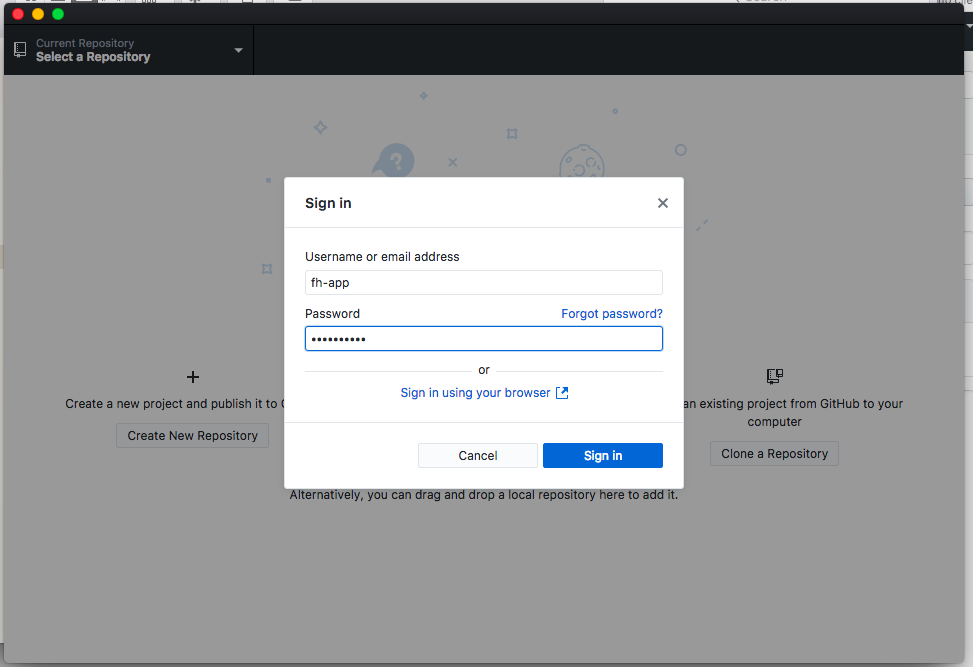 Current Repository
Select a Repository
?
Sign in
Username or email address
fh-app
Password Forgot password?
••••••••••
or
Sign in using your browser
Cancel Sign in
Create a new project and publish it to
Create New Repository
an existing project from GitHub to your
computer
Clone a Repository
Alternatively, you can drag and drop a local repository here to add it.